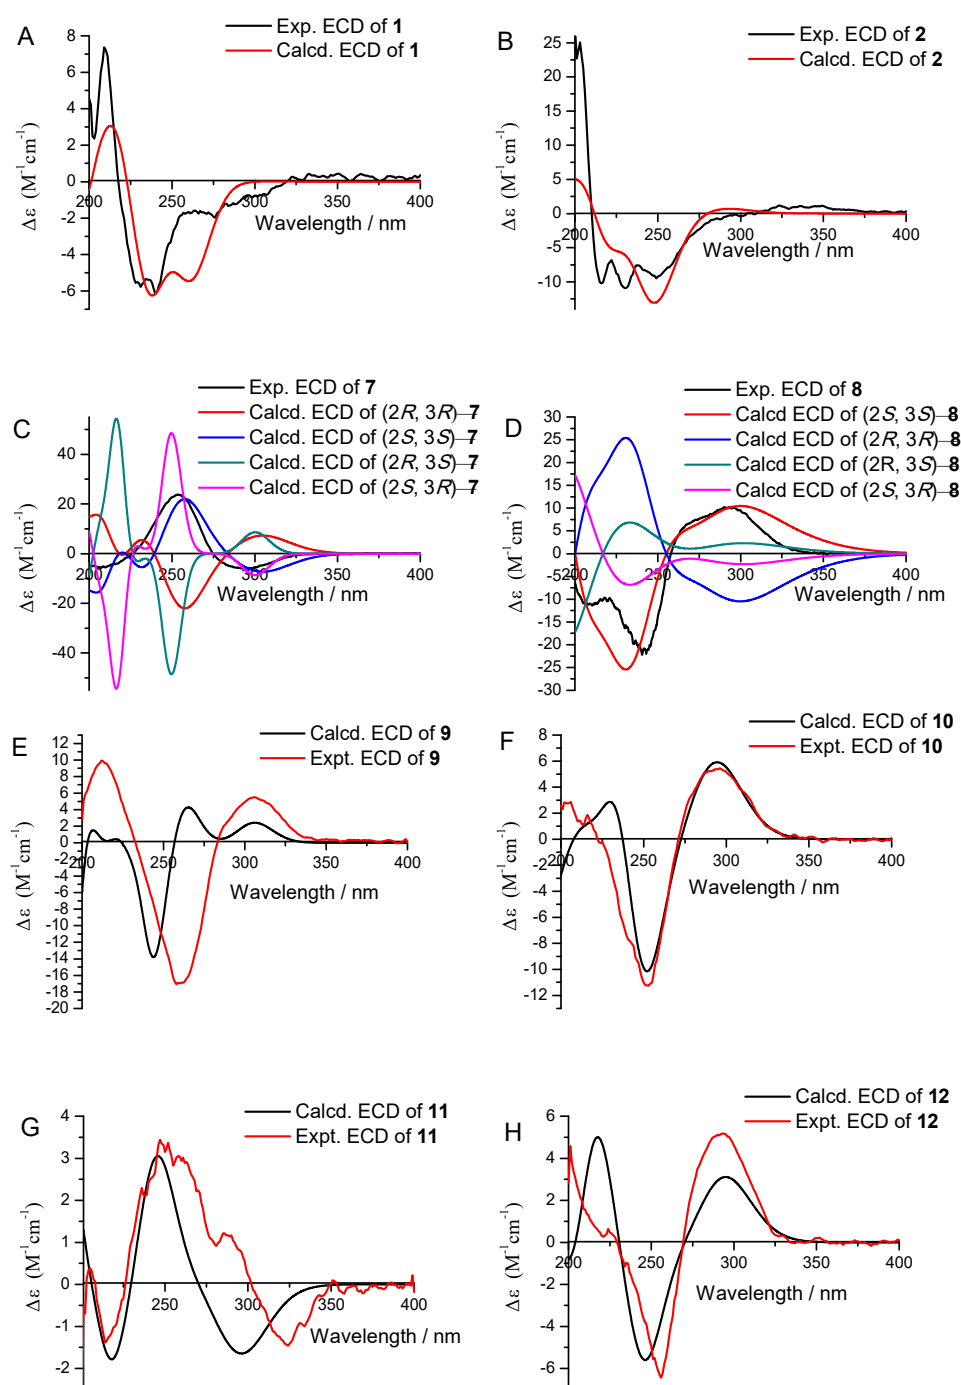 A
Exp. ECD of 1
Calcd. ECD of 1
8
6
4
2
0
-2
-4
-6
200
250
300
350
400
Wavelength / nm
Δε (M⁻¹cm⁻¹)
B
Exp. ECD of 2
Calcd. ECD of 2
25
20
15
10
5
0
-5
-10
200
250
300
350
400
Wavelength / nm
Δε (M⁻¹cm⁻¹)
C
Exp. ECD of 7
Calcd. ECD of (2R, 3R)-7
Calcd. ECD of (2S, 3S)-7
Calcd. ECD of (2R, 3S)-7
Calcd. ECD of (2S, 3R)-7
40
20
0
-20
-40
200
250
300
350
400
Wavelength / nm
Δε (M⁻¹cm⁻¹)
D
Exp. ECD of 8
Calcd ECD of (2S, 3S)-8
Calcd ECD of (2R, 3R)-8
Calcd ECD of (2R, 3S)-8
Calcd ECD of (2S, 3R)-8
30
25
20
15
10
5
0
-5
-10
-15
-20
-25
-30
200
250
300
350
400
Wavelength / nm
Δε (M⁻¹cm⁻¹)
E
Calcd. ECD of 9
Expt. ECD of 9
12
10
8
6
4
2
0
-2
-4
-6
-8
-10
-12
-14
-16
-18
-20
200
250
300
350
400
Wavelength / nm
Δε (M⁻¹cm⁻¹)
F
Calcd. ECD of 10
Expt. ECD of 10
8
6
4
2
0
-2
-4
-6
-8
-10
-12
200
250
300
350
400
Wavelength / nm
Δε (M⁻¹cm⁻¹)
G
Calcd. ECD of 11
Expt. ECD of 11
4
3
2
1
0
-1
-2
200
250
300
350
400
Wavelength / nm
Δε (M⁻¹cm⁻¹)
H
Calcd. ECD of 12
Expt. ECD of 12
4
2
0
-2
-4
-6
200
250
300
350
400
Wavelength / nm
Δε (M⁻¹cm⁻¹)